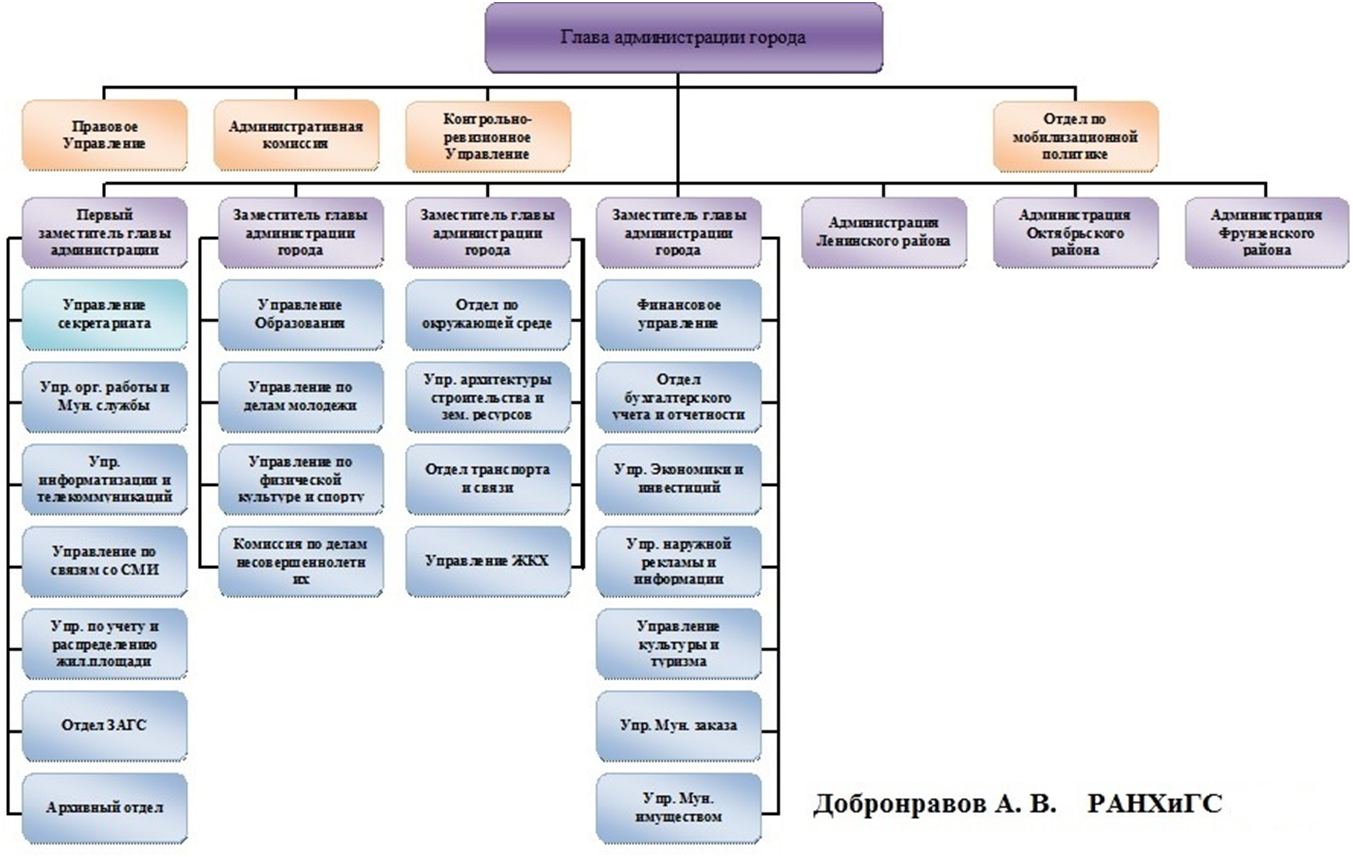 Глава администрации города
Правовое
Управление
Административная
комиссия
Контрольно-
ревизионное
Управление
Отдел по
мобилизационной
политике
Первый
заместитель главы
администрации
Заместитель главы
администрации
города
Заместитель главы
администрации
города
Заместитель главы
администрации
города
Администрация
Ленинского района
Администрация
Октябрьского
района
Администрация
Фрунзенского
района
Управление
секретариата
Упр. орг. работы и
Мун. службы
Упр.
информатизации и
телекоммуникаций
Управление по
связям со СМИ
Упр. по учету и
распределению
жил.площади
Отдел ЗАГС
Архивный отдел
Управление
Образования
Управление по
делам молодежи
Управление по
физической
культуре и спорту
Комиссия по делам
несовершеннолетн
их
Отдел по
окружающей среде
Упр. архитектуры
строительства и
зем. ресурсов
Отдел транспорта
и связи
Управление ЖКХ
Финансовое
управление
Отдел
бухгалтерского
учета и отчетности
Упр. Экономики и
инвестиций
Упр. наружной
рекламы и
информации
Управление
культуры и
туризма
Упр. Мун. заказа
Упр. Мун.
имуществом
Добронравов А. В. РАНХиГС